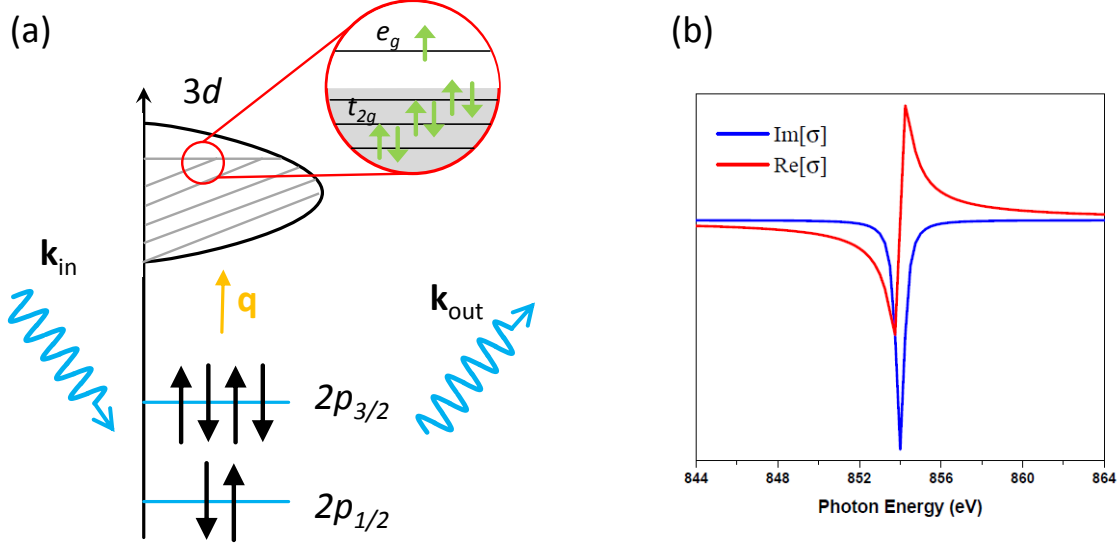 (a)
3d
e_g
t_2g
k_in
q
k_out
2p_3/2
2p_1/2
(b)
Im[σ]
Re[σ]
844 848 852 856 860 864
Photon Energy (eV)